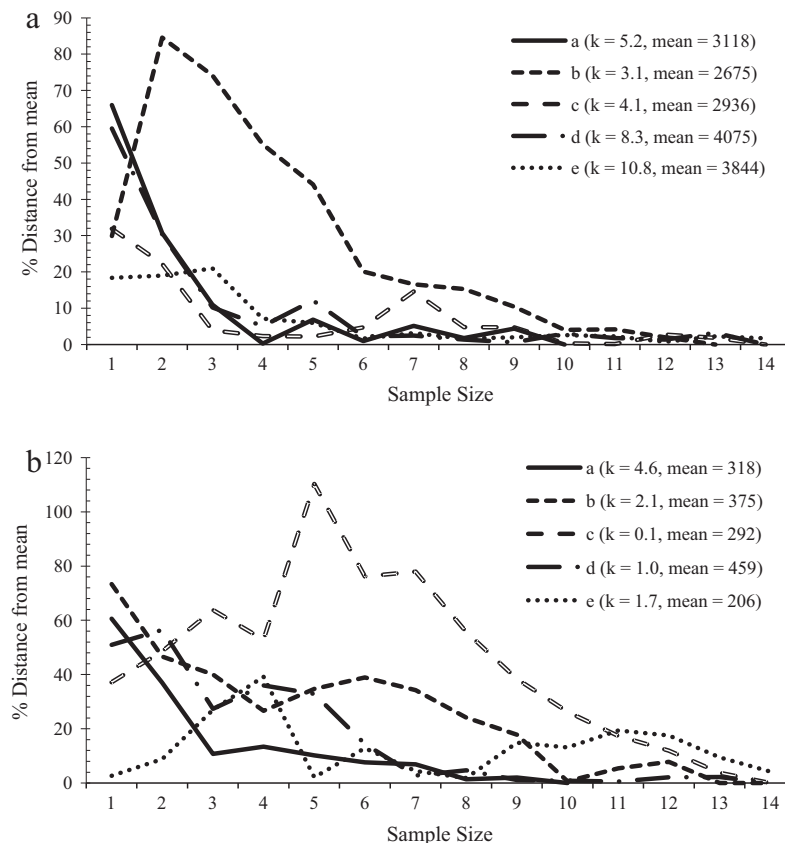 a
90
80
70
60
50
40
30
20
10
0
% Distance from mean
1 2 3 4 5 6 7 8 9 10 11 12 13 14
Sample Size
a (k = 5.2, mean = 3118)
b (k = 3.1, mean = 2675)
c (k = 4.1, mean = 2936)
d (k = 8.3, mean = 4075)
e (k = 10.8, mean = 3844)
b
120
100
80
60
40
20
0
% Distance from mean
1 2 3 4 5 6 7 8 9 10 11 12 13 14
Sample Size
a (k = 4.6, mean = 318)
b (k = 2.1, mean = 375)
c (k = 0.1, mean = 292)
d (k = 1.0, mean = 459)
e (k = 1.7, mean = 206)